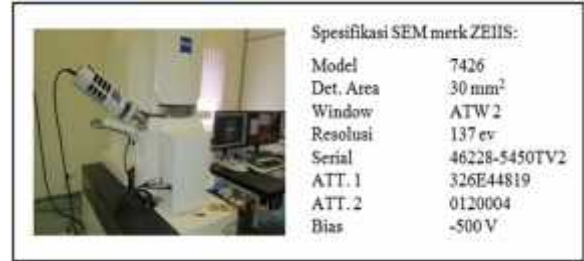 Spesifikasi SEM merk ZEIIS:
Model 7426
Det. Area 30 mm²
Window ATW 2
Resolusi 137 ev
Serial 46228-5450TV2
ATT. 1 326E44819
ATT. 2 0120004
Bias -500 V